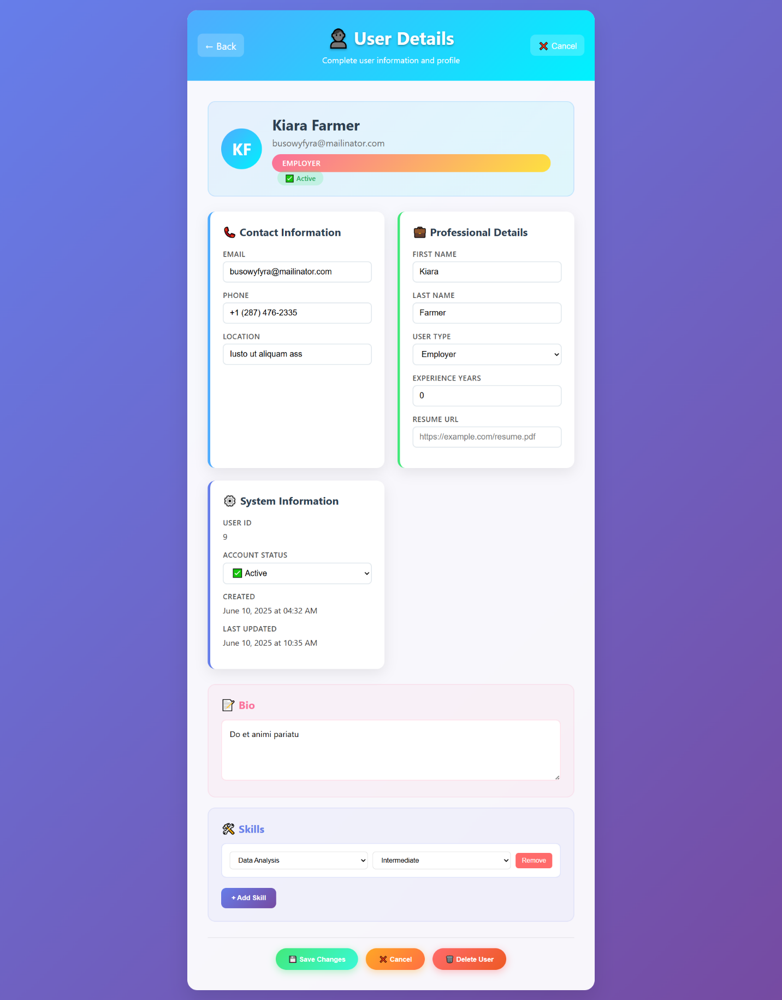 ← Back
User Details
Complete user information and profile
Cancel
KF
Kiara Farmer
busowyfyra@mailinator.com
EMPLOYER
Active
Contact Information
EMAIL
busowyfyra@mailinator.com
PHONE
+1 (287) 476-2335
LOCATION
Iusto ut aliquam ass
Professional Details
FIRST NAME
Kiara
LAST NAME
Farmer
USER TYPE
Employer
EXPERIENCE YEARS
0
RESUME URL
https://example.com/resume.pdf
System Information
USER ID
9
ACCOUNT STATUS
Active
CREATED
June 10, 2025 at 04:32 AM
LAST UPDATED
June 10, 2025 at 10:35 AM
Bio
Do et animi pariatu
Skills
Data Analysis Intermediate Remove
+ Add Skill
Save Changes Cancel Delete User